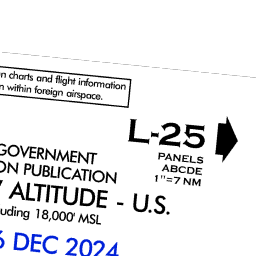 n charts and flight information
n within foreign airspace.
L-25
PANELS
ABCDE
1"=7 NM
GOVERNMENT
ON PUBLICATION
ALTITUDE - U.S.
uding 18,000' MSL
DEC 2024